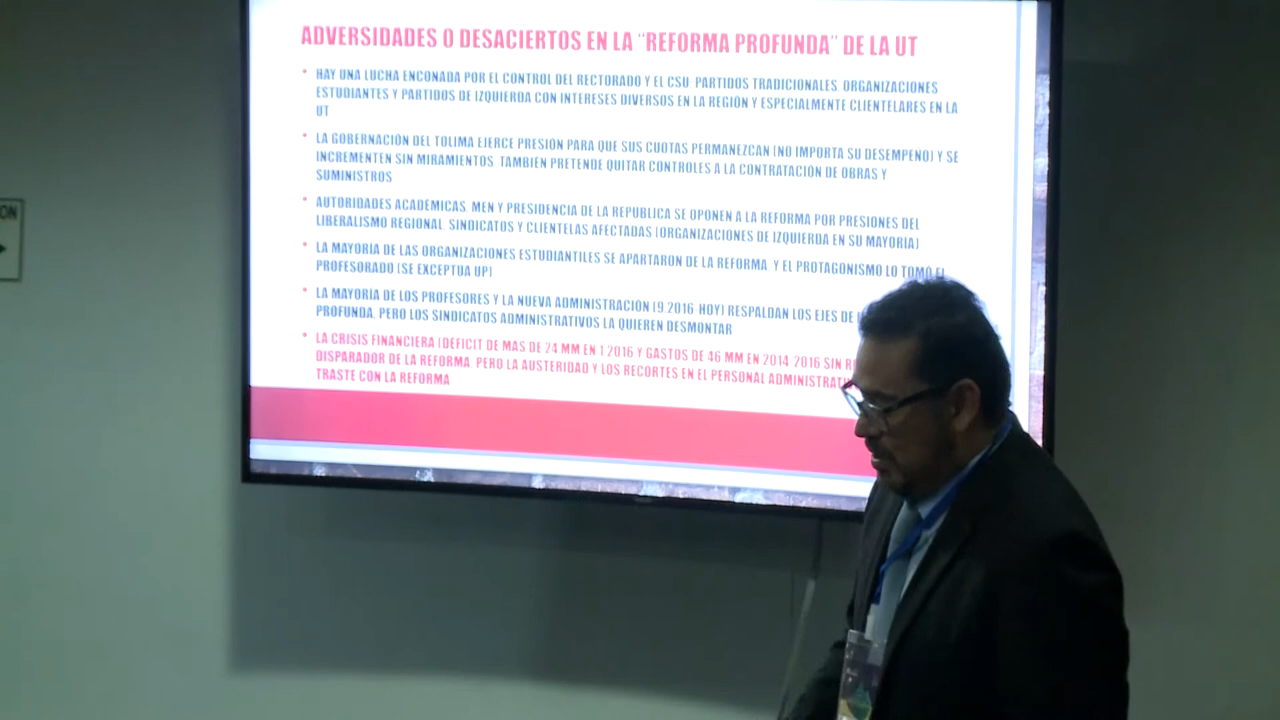 ADVERSIDADES O DESACIERTOS EN LA "REFORMA PROFUNDA" DE LA UT
• HAY UNA LUCHA ENCONADA POR EL CONTROL DEL RECTORADO Y EL CSU: PARTIDOS TRADICIONALES, ORGANIZACIONES
ESTUDIANTES Y PARTIDOS DE IZQUIERDA CON INTERESES DIVERSOS EN LA REGIÓN Y ESPECIALMENTE CLIENTELARES EN LA
UT
• LA GOBERNACIÓN DEL TOLIMA EJERCE PRESIÓN PARA QUE SUS CUOTAS PERMANEZCAN (NO IMPORTA SU DESEMPEÑO) Y SE
INCREMENTEN SIN MIRAMIENTOS. TAMBIEN PRETENDE QUITAR CONTROLES A LA CONTRATACIÓN DE OBRAS Y
SUMINISTROS
• AUTORIDADES ACADEMICAS, MEN Y PRESIDENCIA DE LA REPUBLICA SE OPONEN A LA REFORMA POR PRESIONES DEL
LIBERALISMO REGIONAL, SINDICATOS Y CLIENTELAS AFECTADAS (ORGANIZACIONES DE IZQUIERDA EN SU MAYORIA)
• LA MAYORIA DE LAS ORGANIZACIONES ESTUDIANTILES SE APARTARON DE LA REFORMA, Y EL PROTAGONISMO LO TOMÓ EL
PROFESORADO (SE EXCEPTUA UP)
• LA MAYORIA DE LOS PROFESORES Y LA NUEVA ADMINISTRACIÓN (9.2016-HOY) RESPALDAN LOS EJES DE
PROFUNDA, PERO LOS SINDICATOS ADMINISTRATIVOS LA QUIEREN DESMONTAR
• LA CRISIS FINANCIERA (DEFICIT DE MAS DE 24 MM EN 1.2016 Y GASTOS DE 46 MM EN 2014-2016 SIN
DISPARADOR DE LA REFORMA, PERO LA AUSTERIDAD Y LOS RECORTES EN EL PERSONAL
TRASTE CON LA REFORMA
ON